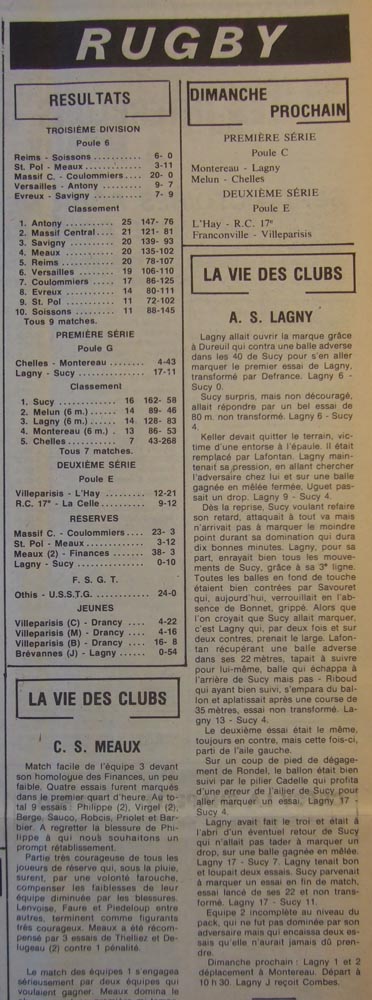 RUGBY
RESULTATS
TROISIÈME DIVISION
Poule 6
Reims - Soissons ........... 6- 0
St. Pol - Meaux ............ 3-11
Massif C. - Coulommiers .... 20- 0
Versailles - Antony ......... 9- 7
Evreux - Savigny ........... 7- 9
Classement
1. Antony ........... 25 147- 76
2. Massif Central .... 21 121- 81
3. Savigny .......... 20 139- 93
4. Meaux ........... 20 135-102
5. Reims ............ 20 78-107
6. Versailles ........ 19 106-110
7. Coulommiers ..... 17 86-125
8. Evreux ........... 14 80-111
9. St. Pol ........... 11 72-102
10. Soissons ......... 11 88-145
Tous 9 matches.
PREMIÈRE SÉRIE
Poule G
Chelles - Montereau ........ 4-43
Lagny - Sucy .............. 17-11
Classement
1. Sucy ............. 16 162- 58
2. Melun (6 m.) ...... 14 89- 46
3. Lagny (6 m.) ...... 14 128- 83
4. Montereau (6 m.) . 13 86- 53
5. Chelles ........... 7 43-268
Tous 7 matches.
DEUXIÈME SÉRIE
Poule E
Villeparisis - L'Hay ......... 12-21
R.C. 17e - La Celle .......... 9-12
RESERVES
Massif C. - Coulommiers .... 23- 3
St. Pol - Meaux ............ 3-12
Meaux (2) - Finances ....... 38- 3
Lagny - Sucy .............. 0-10
F. S. G. T.
Othis - U.S.S.T.G. .......... 24-0
JEUNES
Villeparisis (C) - Drancy .... 4-22
Villeparisis (M) - Drancy .... 4-16
Villeparisis (B) - Drancy .... 16- 8
Brévannes (J) - Lagny ...... 0-54
LA VIE DES CLUBS
C. S. MEAUX
Match facile de l'équipe 3 devant
son homologue des Finances, un peu
faible. Quatre essais furent marqués
dans le premier quart d'heure. Au to-
tal 9 essais : Philippe (2), Virgel (2),
Berge, Sauco, Robcis, Priolet et Bar-
bier. A regretter la blessure de Phi-
lippe à qui nous souhaitons un
prompt rétablissement.
Partie très courageuse de tous les
joueurs de réserve qui, sous la pluie,
surent, par une volonté farouche,
compenser les faiblesses de leur
équipe diminuée par les blessures.
Lenvoise, Faure et Piedeloup entre
autres, terminent comme figurants
très courageux. Meaux a été récom-
pensé par 3 essais de Thelliez et De-
lugeau (2) contre 1 pénalité.
Le match des équipes 1 s'engagea
sérieusement par deux équipes qui
voulaient gagner. Meaux domina le
DIMANCHE
PROCHAIN
PREMIÈRE SÉRIE
Poule C
Montereau - Lagny
Melun - Chelles
DEUXIÈME SÉRIE
Poule E
L'Hay - R.C. 17e
Franconville - Villeparisis
LA VIE DES CLUBS
A. S. LAGNY
Lagny allait ouvrir la marque grâce
à Dureuil qui contra une balle adverse
dans les 40 de Sucy pour s'en aller
marquer le premier essai de Lagny,
transformé par Defrance. Lagny 6 -
Sucy 0.
Sucy surpris, mais non découragé,
allait répondre par un bel essai de
80 m. non transformé. Lagny 6 - Sucy
4.
Keller devait quitter le terrain, vic-
time d'une entorse à l'épaule. Il était
remplacé par Lafontan. Lagny main-
tenait sa pression, en allant chercher
l'adversaire chez lui et sur une balle
gagnée en mêlée fermée, Uguet pas-
sait un drop. Lagny 9 - Sucy 4.
Dès la reprise, Sucy voulant refaire
son retard, attaquait à tout va mais
n'arrivait pas à marquer le moindre
point durant sa domination qui dura
dix bonnes minutes. Lagny, pour sa
part, enrayait bien tous les mouve-
ments de Sucy, grâce à sa 3e ligne.
Toutes les balles en fond de touche
étaient bien contrées par Savouret
qui, aujourd'hui, verrouillait en l'ab-
sence de Bonnet, grippé. Alors que
l'on croyait que Sucy allait marquer,
c'est Lagny qui, par deux fois et sur
deux contres, prenait le large. Lafon-
tan récupérant une balle adverse
dans ses 22 mètres, tapait à suivre
pour lui-même, balle qui échappa à
l'arrière de Sucy mais pas - Riboud
qui ayant bien suivi, s'empara du bal-
lon et aplatissait après une course de
35 mètres, essai non transformé. La-
gny 13 - Sucy 4.
Le deuxième essai était le même,
toujours en contre, mais cette fois-ci,
parti de l'aile gauche.
Sur un coup de pied de dégage-
ment de Rondel, le ballon était bien
suivi par le pilier Cadelle qui profita
d'une erreur de l'ailier de Sucy pour
aller marquer un essai. Lagny 17 -
Sucy 4.
Lagny avait fait le troi et était à
l'abri d'un éventuel retour de Sucy
qui n'allait pas tader à marquer un
drop, sur une balle gagnée en mêlée.
Lagny 17 - Sucy 7. Lagny tenait bon
et loupait deux essais. Sucy parvenait
à marquer un essai en fin de match,
essai lancé de ses 22 et non trans-
formé. Lagny 17 - Sucy 11.
Equipe 2 incomplète au niveau du
pack, qui ne fut pas dominée par son
adversaire mais qui encaissa deux es-
sais qu'elle n'aurait jamais dû pren-
dre.
Dimanche prochain : Lagny 1 et 2
déplacement à Montereau. Départ à
10 h 30. Lagny J reçoit Combes.